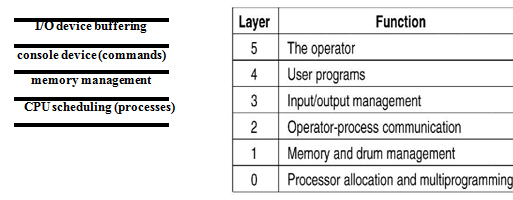 I/O device buffering
console device (commands)
memory management
CPU scheduling (processes)
Layer Function
5 The operator
4 User programs
3 Input/output management
2 Operator-process communication
1 Memory and drum management
0 Processor allocation and multiprogramming